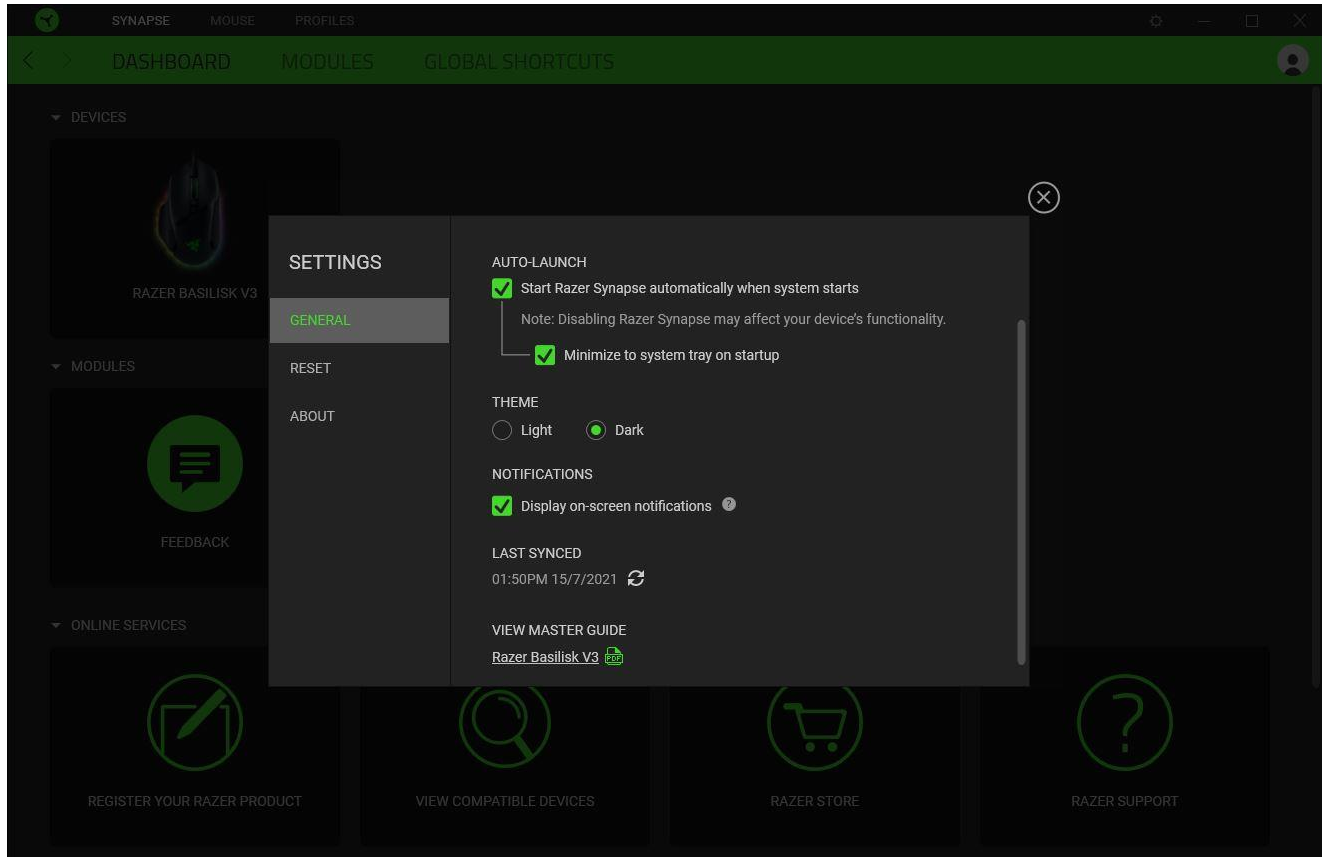 SYNAPSE MOUSE PROFILES
DASHBOARD MODULES GLOBAL SHORTCUTS
DEVICES
RAZER BASILISK V3
MODULES
FEEDBACK
ONLINE SERVICES
REGISTER YOUR RAZER PRODUCT
VIEW COMPATIBLE DEVICES
RAZER STORE
RAZER SUPPORT
SETTINGS
GENERAL
RESET
ABOUT
AUTO-LAUNCH
Start Razer Synapse automatically when system starts
Note: Disabling Razer Synapse may affect your device’s functionality.
Minimize to system tray on startup
THEME
Light Dark
NOTIFICATIONS
Display on-screen notifications ?
LAST SYNCED
01:50PM 15/7/2021
VIEW MASTER GUIDE
Razer Basilisk V3 PDF